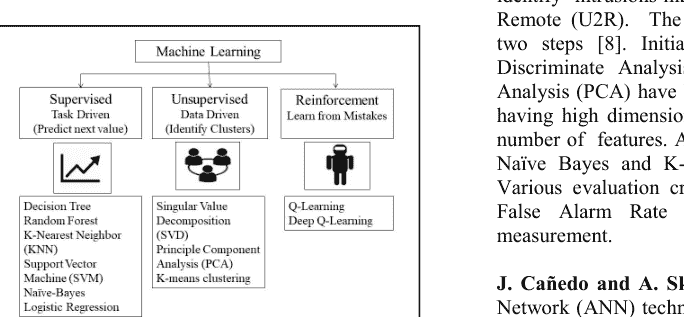 Machine Learning
Supervised
Task Driven
(Predict next value)
Unsupervised
Data Driven
(Identify Clusters)
Reinforcement
Learn from Mistakes
Decision Tree
Random Forest
K-Nearest Neighbor
(KNN)
Support Vector
Machine (SVM)
Naïve-Bayes
Logistic Regression
Singular Value
Decomposition
(SVD)
Principle Component
Analysis (PCA)
K-means clustering
Q-Learning
Deep Q-Learning
Remote (U2R). The
two steps [8]. Initia
Discriminate Analysi
Analysis (PCA) have
having high dimensio
number of features. A
Naïve Bayes and K-
Various evaluation cr
False Alarm Rate
measurement.
J. Cañedo and A. Sk
Network (ANN) techn